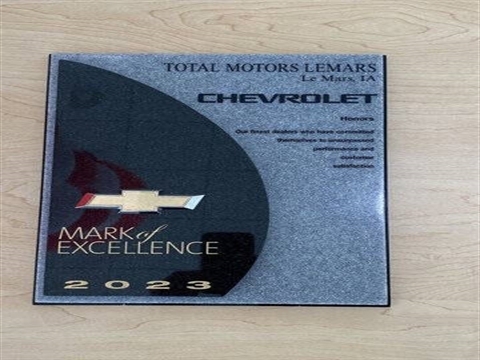 TOTAL MOTORS LEMARS
Le Mars, IA
CHEVROLET
Honors
Our finest dealers who have committed
themselves to unsurpassed
performance and
customer
satisfaction
MARK of
EXCELLENCE
2023